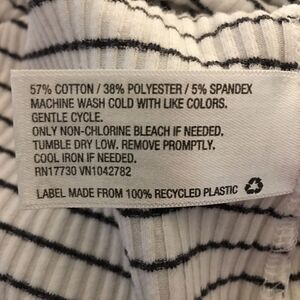 57% COTTON / 38% POLYESTER / 5% SPANDEX
MACHINE WASH COLD WITH LIKE COLORS.
GENTLE CYCLE.
ONLY NON-CHLORINE BLEACH IF NEEDED.
TUMBLE DRY LOW. REMOVE PROMPTLY.
COOL IRON IF NEEDED.
RN17730 VN1042782
LABEL MADE FROM 100% RECYCLED PLASTIC